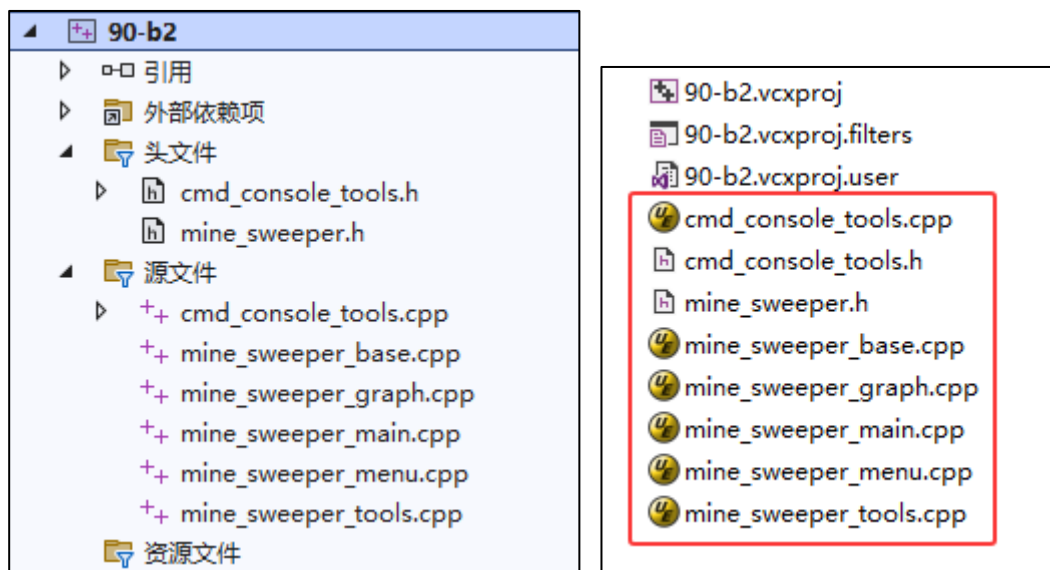 90-b2
引用
外部依赖项
头文件
cmd_console_tools.h
mine_sweeper.h
源文件
cmd_console_tools.cpp
mine_sweeper_base.cpp
mine_sweeper_graph.cpp
mine_sweeper_main.cpp
mine_sweeper_menu.cpp
mine_sweeper_tools.cpp
资源文件
90-b2.vcxproj
90-b2.vcxproj.filters
90-b2.vcxproj.user
cmd_console_tools.cpp
cmd_console_tools.h
mine_sweeper.h
mine_sweeper_base.cpp
mine_sweeper_graph.cpp
mine_sweeper_main.cpp
mine_sweeper_menu.cpp
mine_sweeper_tools.cpp